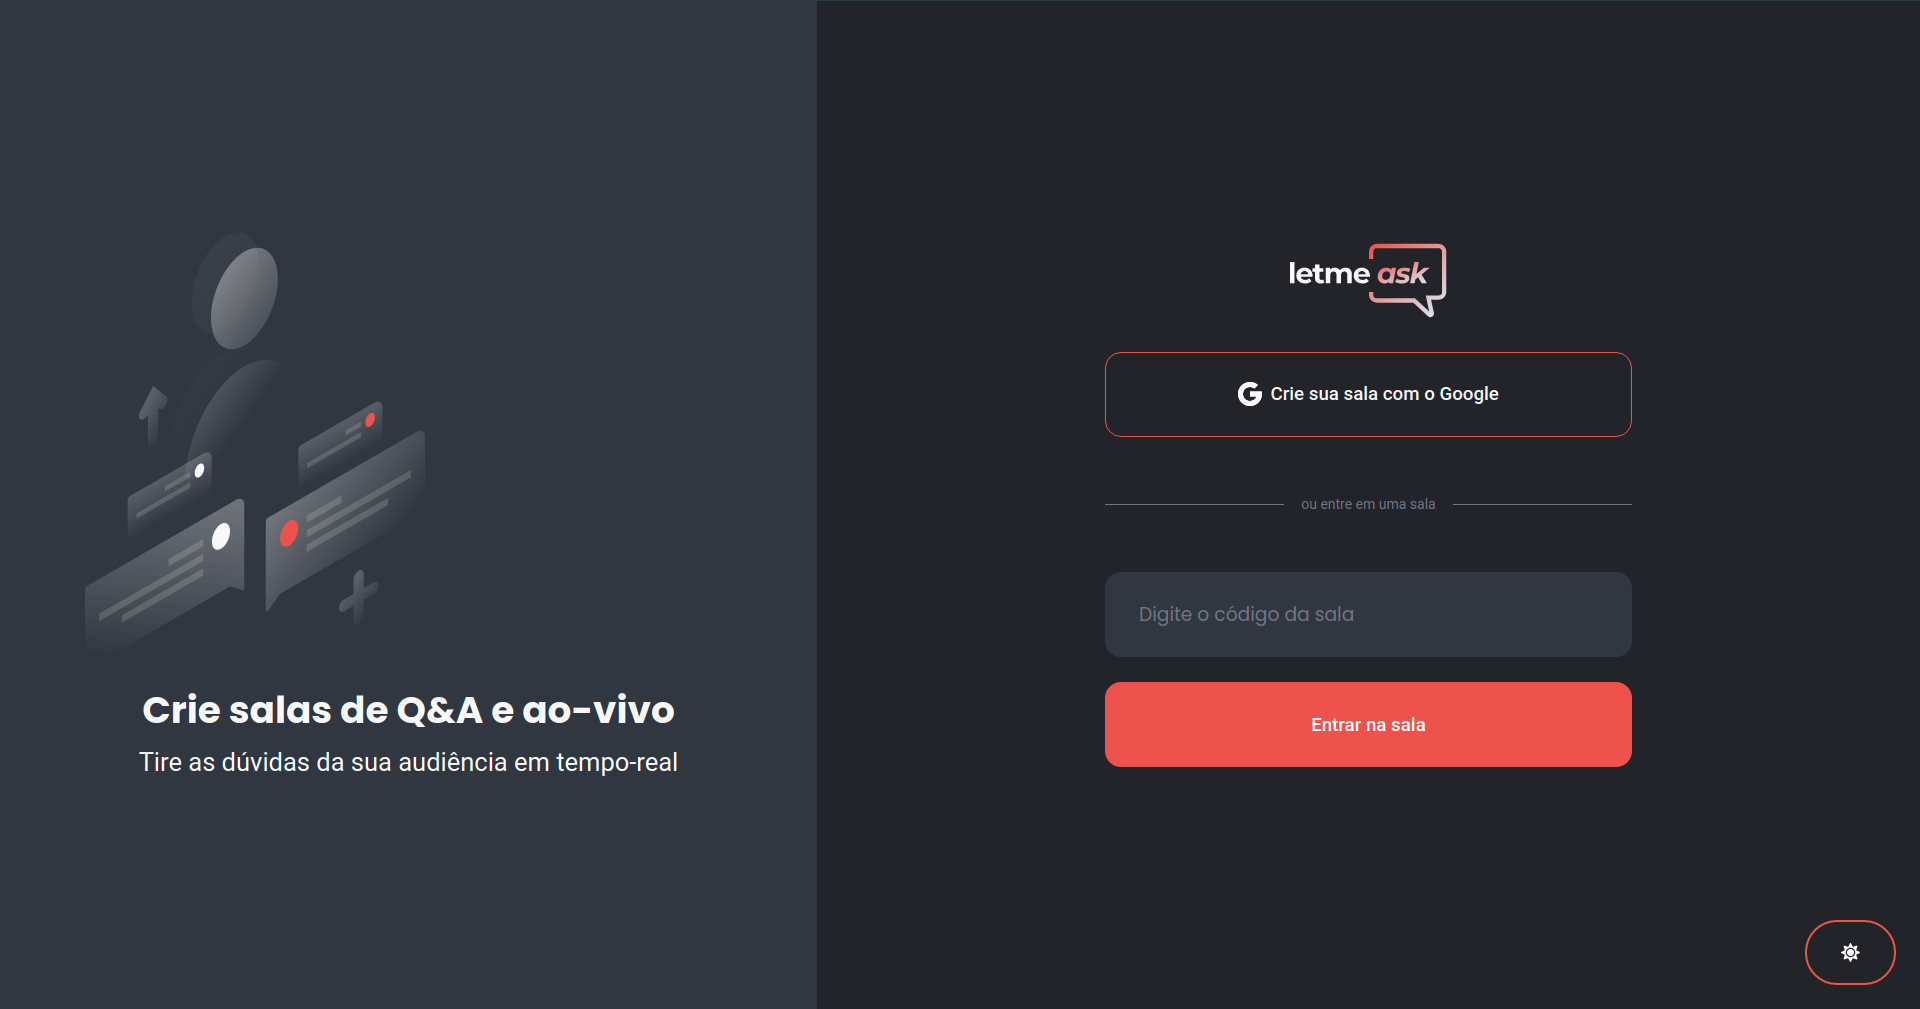 Crie salas de Q&A e ao-vivo
Tire as dúvidas da sua audiência em tempo-real
letme ask
Crie sua sala com o Google
ou entre em uma sala
Digite o código da sala
Entrar na sala